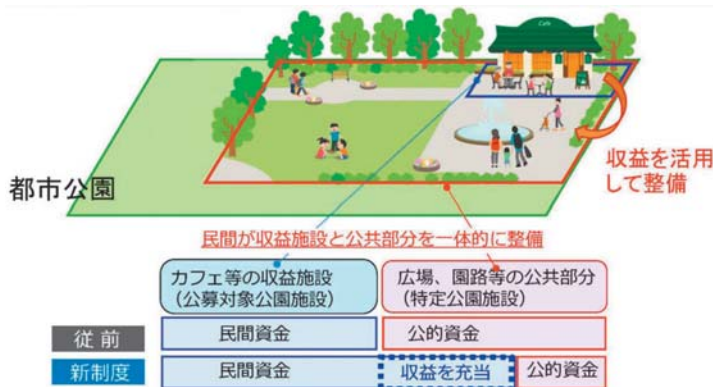 Cafe
収益を活用
して整備
都市公園
民間が収益施設と公共部分を一体的に整備
カフェ等の収益施設
(公募対象公園施設)
広場、園路等の公共部分
(特定公園施設)
従前
民間資金
公的資金
新制度
民間資金
収益を充当
公的資金